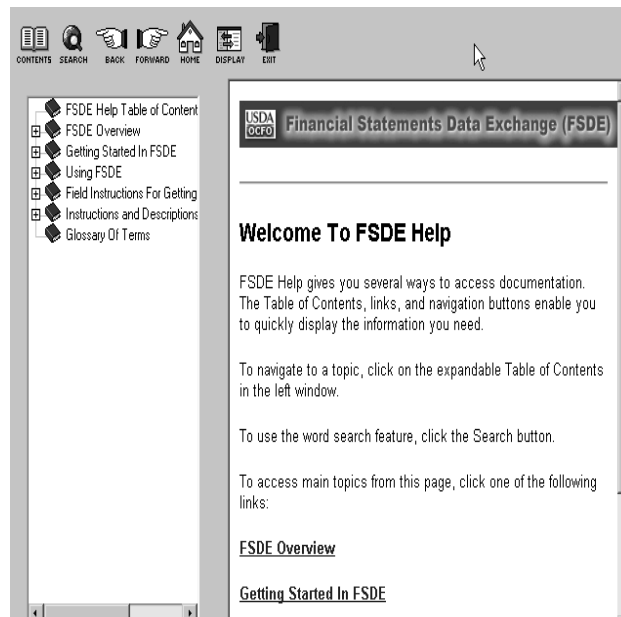 CONTENTS SEARCH BACK FORWARD HOME DISPLAY EXIT
FSDE Help Table of Content
FSDE Overview
Getting Started In FSDE
Using FSDE
Field Instructions For Getting
Instructions and Descriptions
Glossary Of Terms
USDA
OCFO
Financial Statements Data Exchange (FSDE)
Welcome To FSDE Help
FSDE Help gives you several ways to access documentation.
The Table of Contents, links, and navigation buttons enable you
to quickly display the information you need.
To navigate to a topic, click on the expandable Table of Contents
in the left window.
To use the word search feature, click the Search button.
To access main topics from this page, click one of the following
links:
FSDE Overview
Getting Started In FSDE